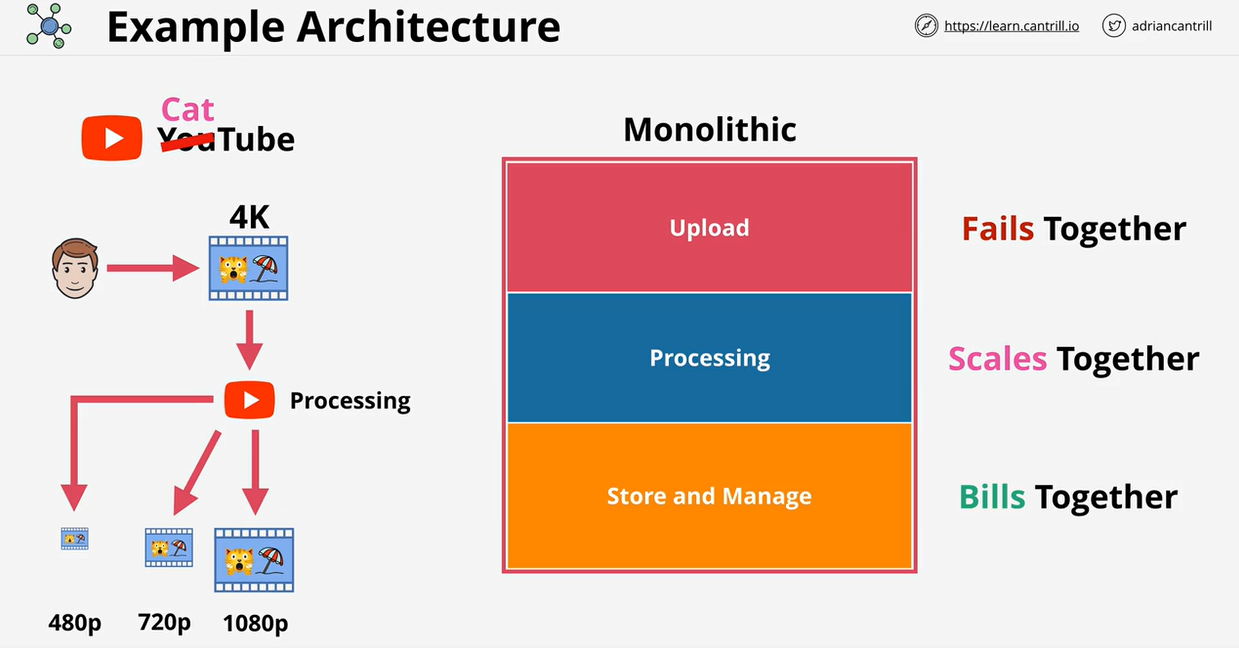 Example Architecture
https://learn.cantrill.io
adriancantrill
Cat
YouTube
4K
Processing
480p
720p
1080p
Monolithic
Upload
Processing
Store and Manage
Fails Together
Scales Together
Bills Together